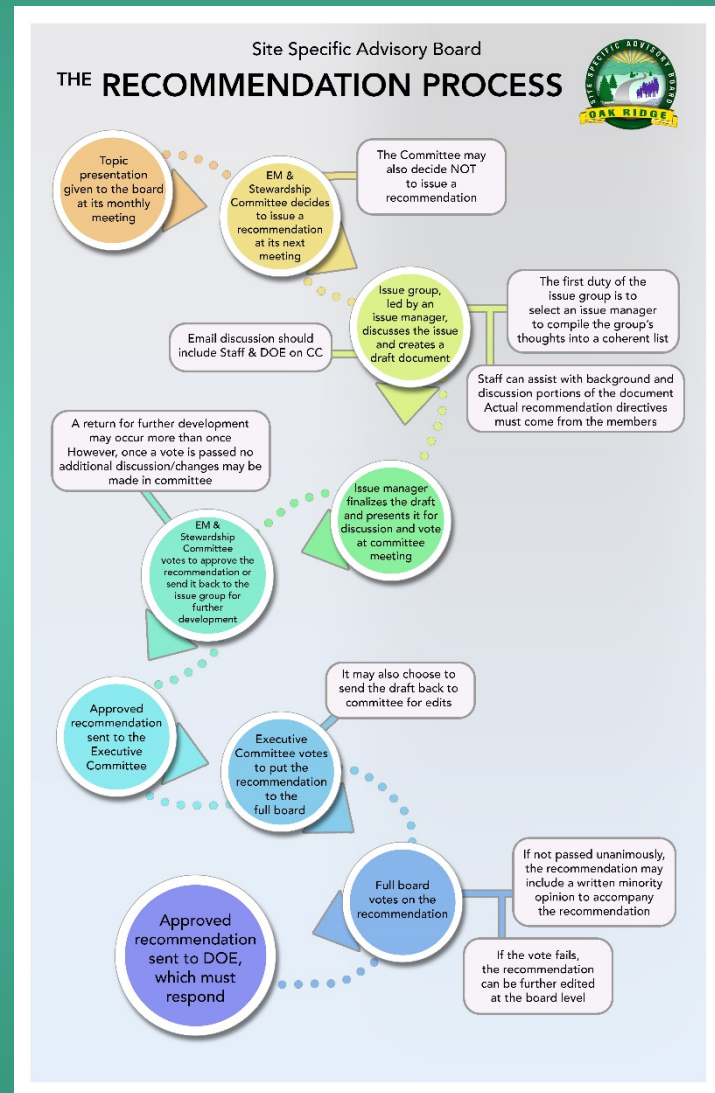 Site Specific Advisory Board
THE RECOMMENDATION PROCESS
SITE SPECIFIC ADVISORY BOARD
OAK RIDGE
Topic
presentation
given to the board
at its monthly
meeting
EM &
Stewardship
Committee decides
to issue a
recommendation
at its next
meeting
The Committee may
also decide NOT
to issue a
recommendation
Issue group,
led by an
issue manager,
discusses the issue
and creates a
draft document
The first duty of the
issue group is to
select an issue manager
to compile the group's
thoughts into a coherent list
Email discussion should
include Staff & DOE on CC
Staff can assist with background and
discussion portions of the document
Actual recommendation directives
must come from the members
A return for further development
may occur more than once
However, once a vote is passed no
additional discussion/changes may be
made in committee
Issue manager
finalizes the draft
and presents it for
discussion and vote
at committee
meeting
EM &
Stewardship
Committee
votes to approve the
recommendation or
send it back to the
issue group for
further
development
It may also choose to
send the draft back to
committee for edits
Approved
recommendation
sent to the
Executive
Committee
Executive
Committee votes
to put the
recommendation
to the
full board
Full board
votes on the
recommendation
If not passed unanimously,
the recommendation may
include a written minority
opinion to accompany
the recommendation
If the vote fails,
the recommendation
can be further edited
at the board level
Approved
recommendation
sent to DOE,
which must
respond